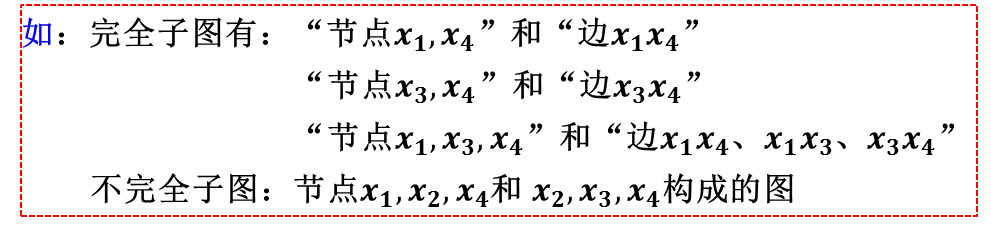 如：完全子图有：“节点x₁,x₄”和“边x₁x₄”
“节点x₃,x₄”和“边x₃x₄”
“节点x₁,x₃,x₄”和“边x₁x₄、x₁x₃、x₃x₄”
不完全子图：节点x₁,x₂,x₄和 x₂,x₃,x₄构成的图